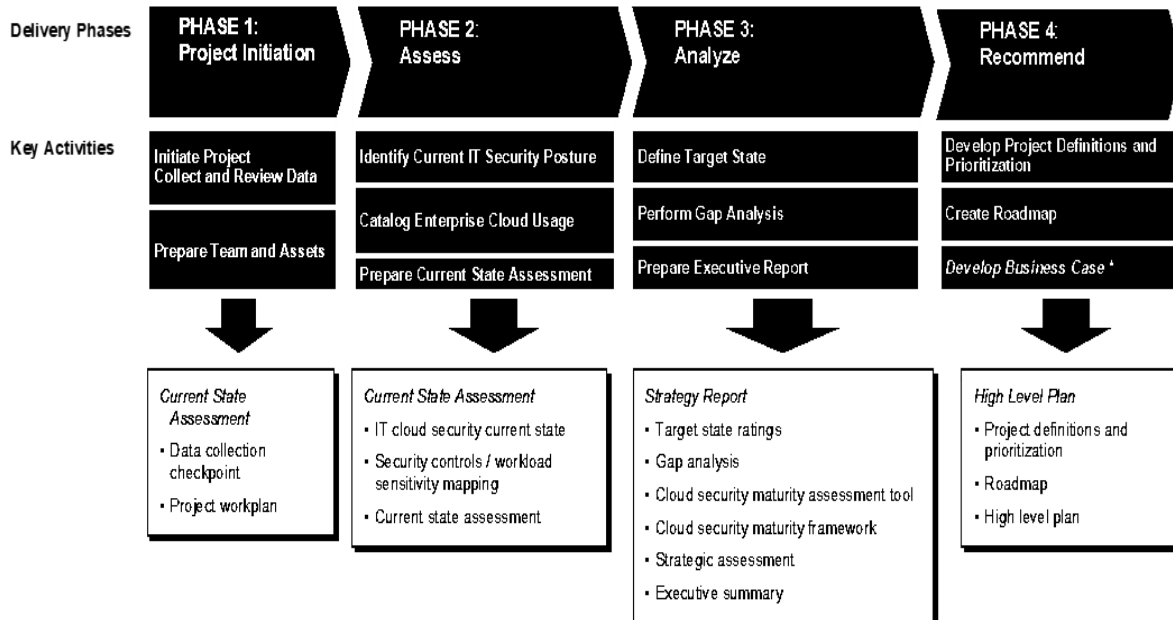 Delivery Phases
PHASE 1:
Project Initiation
PHASE 2:
Assess
PHASE 3:
Analyze
PHASE 4:
Recommend
Key Activities
Initiate Project
Collect and Review Data
Prepare Team and Assets
Identify Current IT Security Posture
Catalog Enterprise Cloud Usage
Prepare Current State Assessment
Define Target State
Perform Gap Analysis
Prepare Executive Report
Develop Project Definitions and
Prioritization
Create Roadmap
Develop Business Case *
Current State
Assessment
▪ Data collection
checkpoint
▪ Project workplan
Current State Assessment
▪ IT cloud security current state
▪ Security controls / workload
sensitivity mapping
▪ Current state assessment
Strategy Report
▪ Target state ratings
▪ Gap analysis
▪ Cloud security maturity assessment tool
▪ Cloud security maturity framework
▪ Strategic assessment
▪ Executive summary
High Level Plan
▪ Project definitions and
prioritization
▪ Roadmap
▪ High level plan